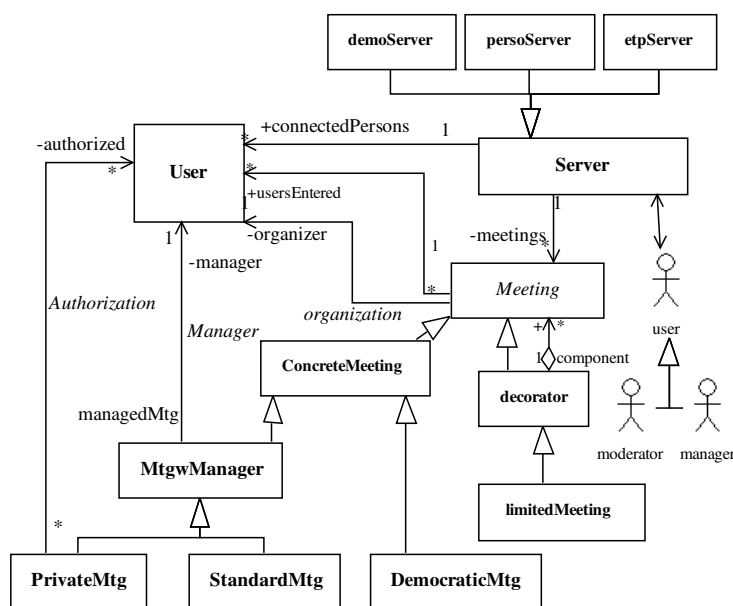 demoServer persoServer etpServer
+connectedPersons 1
-authorized
*
*
User
Server
*
+usersEntered
1
1
-organizer
-meetings
*
1
1
-manager
*
Meeting
Authorization
organization
Manager
user
+ *
ConcreteMeeting
1 component
decorator
managedMtg
moderator manager
MtgwManager
limitedMeeting
*
PrivateMtg StandardMtg DemocraticMtg